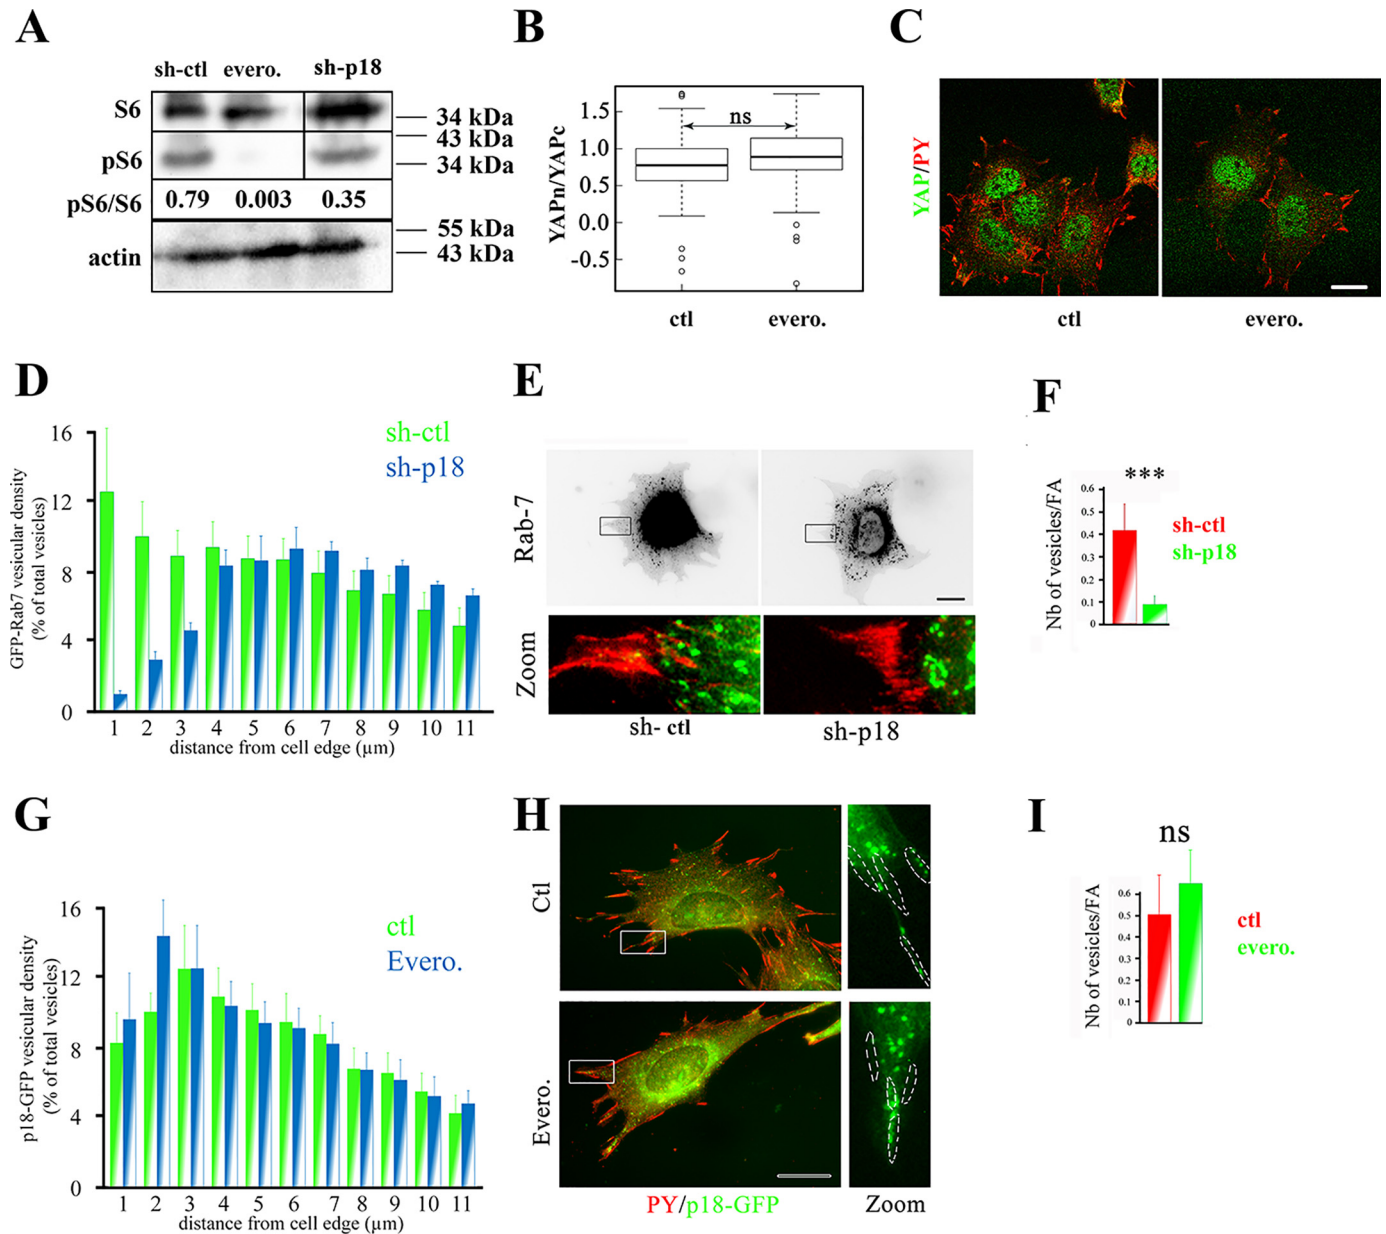 A
sh-ctl evero. sh-p18
S6
34 kDa
43 kDa
pS6
34 kDa
pS6/S6 0.79 0.003 0.35
55 kDa
actin
43 kDa
B
YAPn/YAPc
1.5
1.0
0.5
0.0
-0.5
ns
ctl evero.
C
YAP/PY
ctl evero.
D
GFP-Rab7 vesicular density
(% of total vesicles)
16
12
8
4
0
sh-ctl
sh-p18
1 2 3 4 5 6 7 8 9 10 11
distance from cell edge (µm)
E
Rab-7
Zoom
sh- ctl sh-p18
F
Nb of vesicles/FA
0.6
0.5
0.4
0.3
0.2
0.1
0
***
sh-ctl
sh-p18
G
p18-GFP vesicular density
(% of total vesicles)
16
12
8
4
0
ctl
Evero.
1 2 3 4 5 6 7 8 9 10 11
distance from cell edge (µm)
H
Ctl
Evero.
PY/p18-GFP Zoom
I
ns
Nb of vesicles/FA
0.6
0.5
0.4
0.3
0.2
0.1
0
ctl
evero.